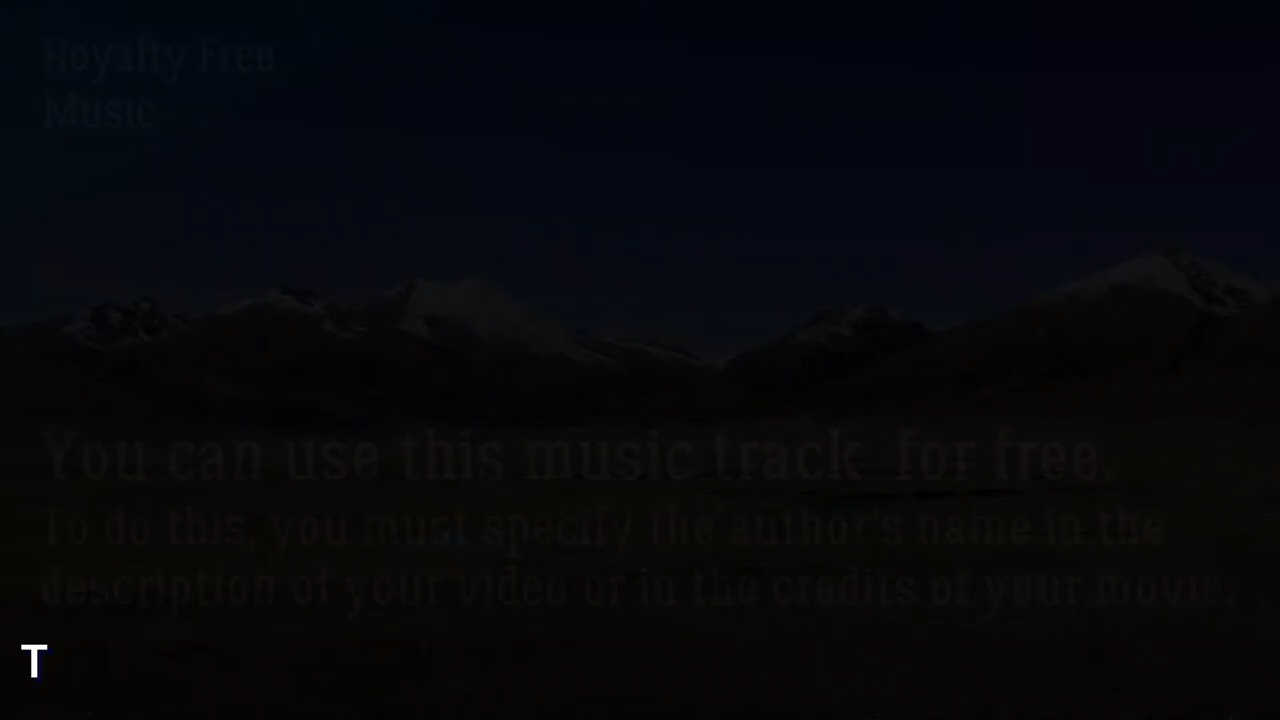 Royalty Free
Music
You can use this music track for free.
To do this, you must specify the author's name in the
description of your video or in the credits of your movie:
T